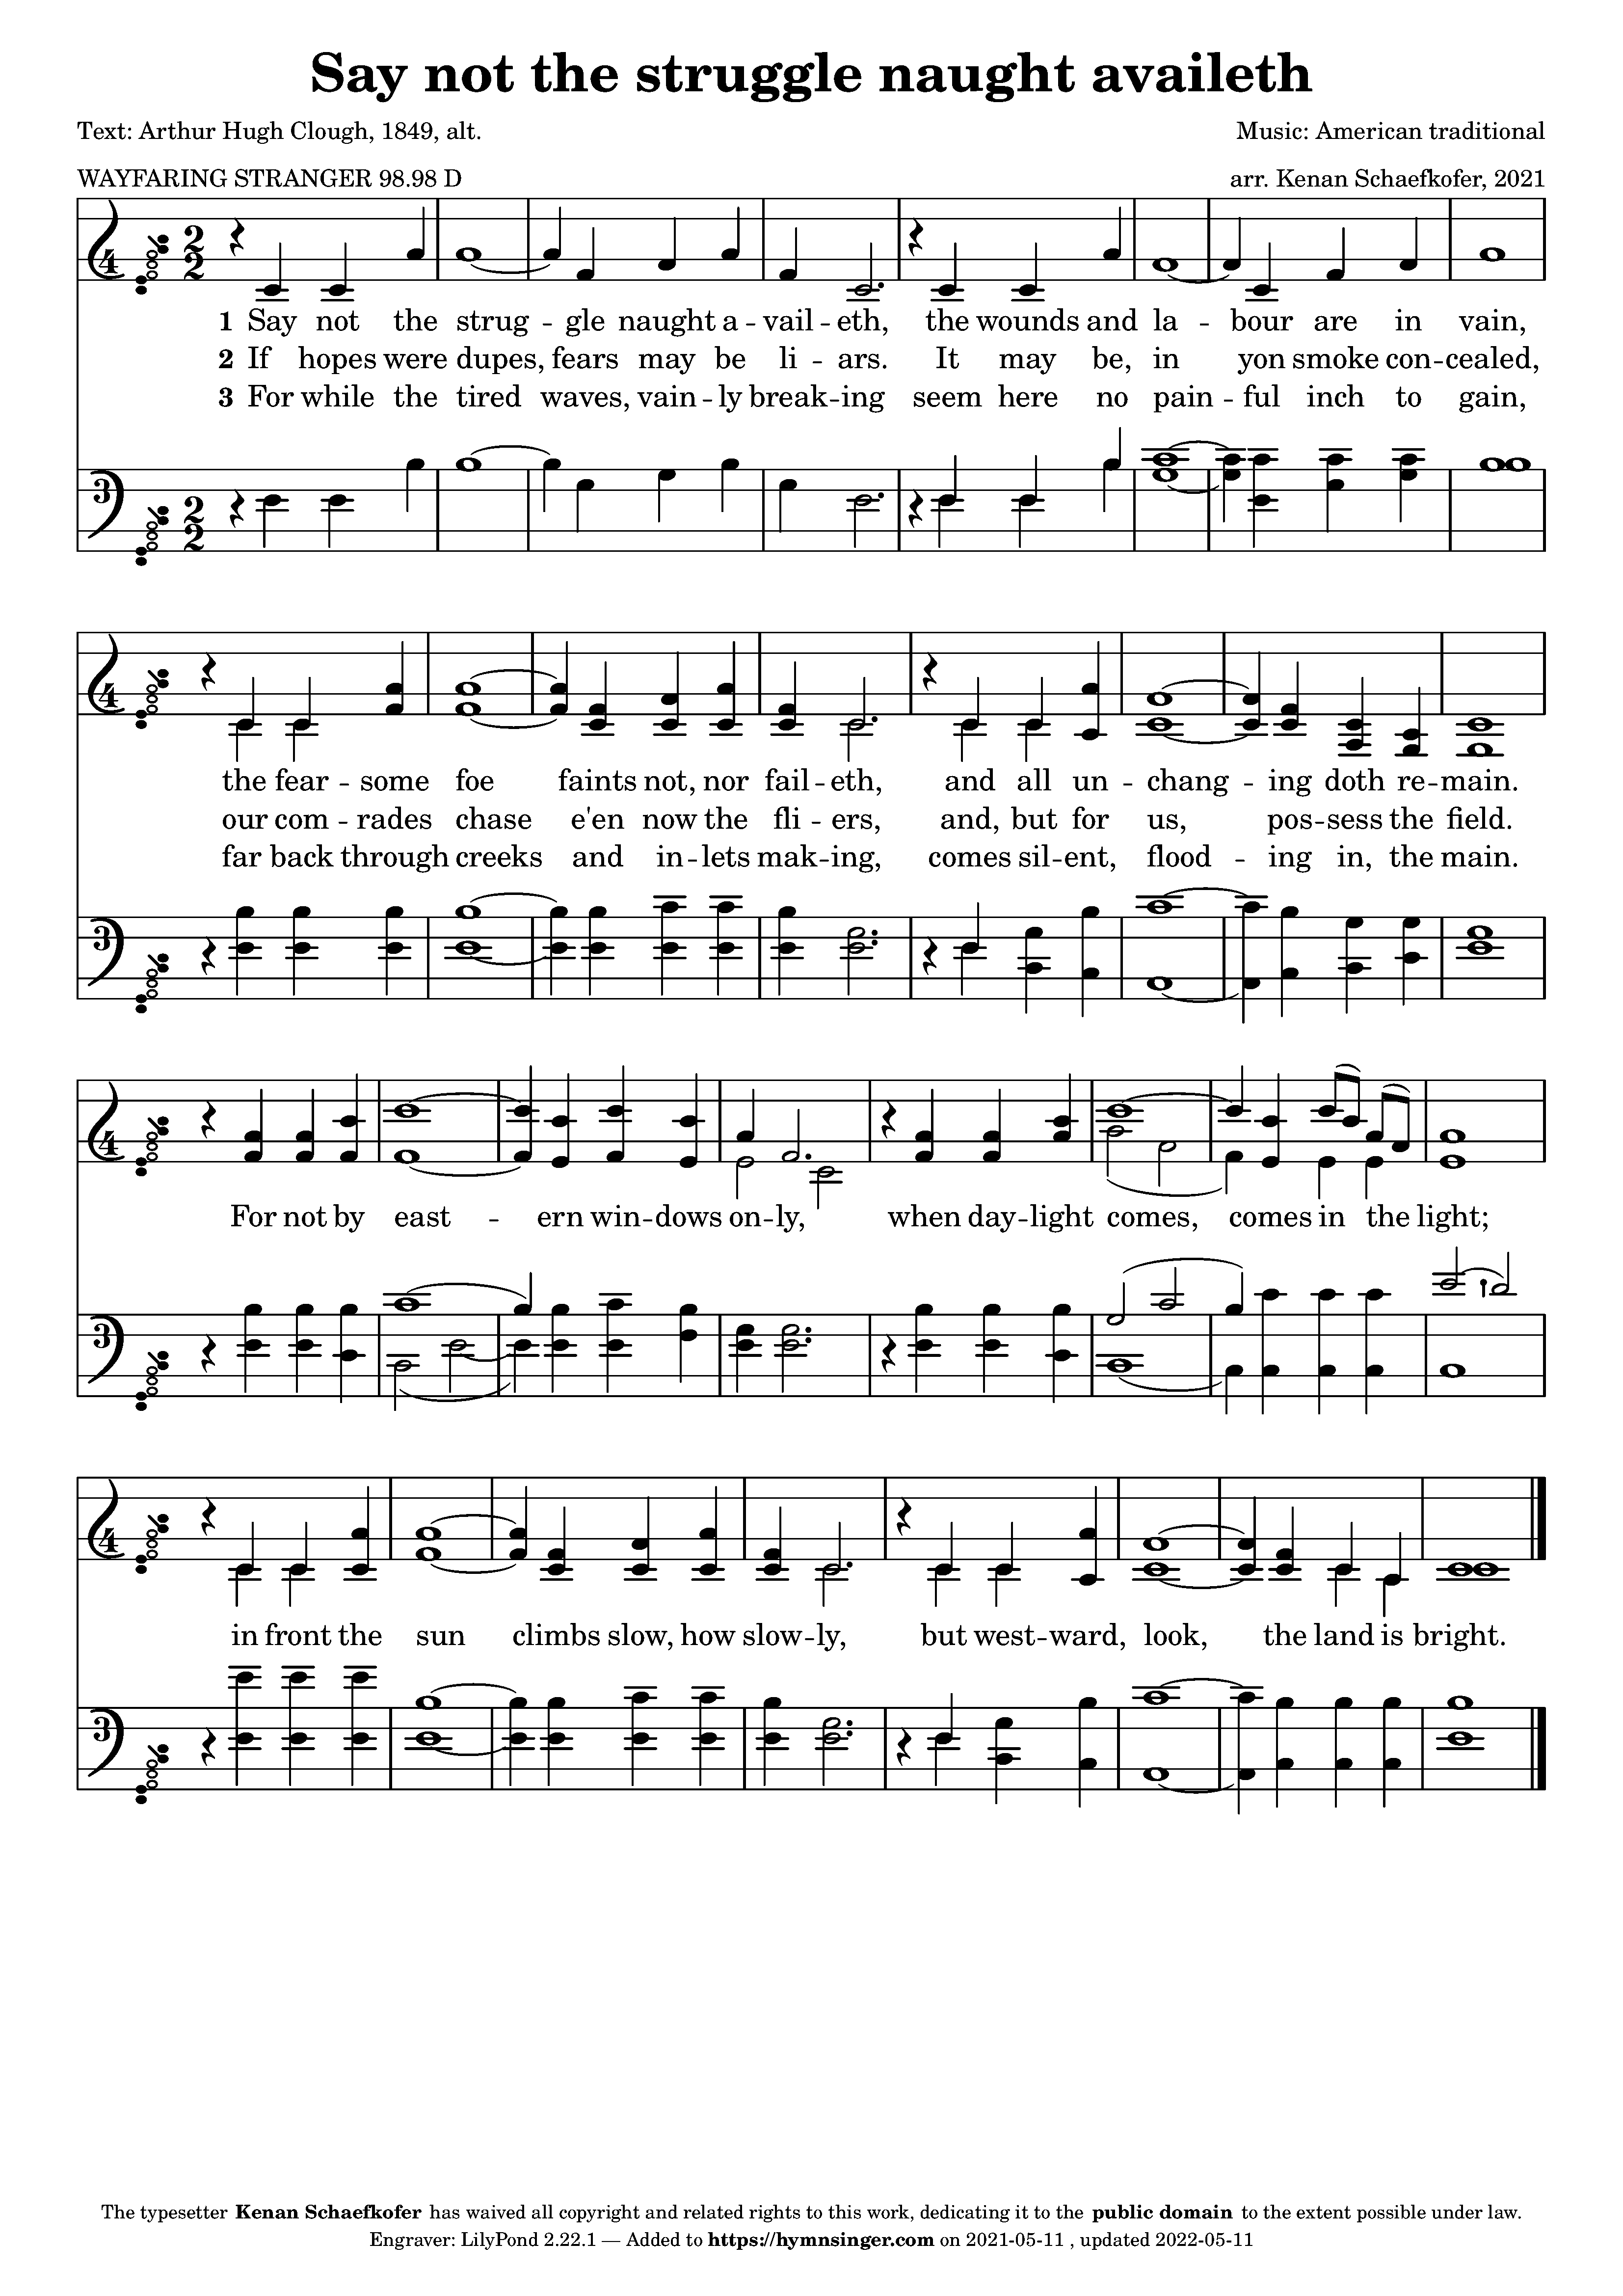 Say not the struggle naught availeth
Text: Arthur Hugh Clough, 1849, alt.
Music: American traditional
WAYFARING STRANGER 98.98 D
arr. Kenan Schaefkofer, 2021
1 Say not the strug -- gle naught a -- vail -- eth, the wounds and la -- bour are in vain,
2 If hopes were dupes, fears may be li -- ars. It may be, in yon smoke con -- cealed,
3 For while the tired waves, vain -- ly break -- ing seem here no pain -- ful inch to gain,
the fear -- some foe faints not, nor fail -- eth, and all un -- chang -- ing doth re -- main.
our com -- rades chase e'en now the fli -- ers, and, but for us, pos -- sess the field.
far back through creeks and in -- lets mak -- ing, comes sil -- ent, flood -- ing in, the main.
For not by east -- ern win -- dows on -- ly, when day -- light comes, comes in the light;
in front the sun climbs slow, how slow -- ly, but west -- ward, look, the land is bright.
The typesetter Kenan Schaefkofer has waived all copyright and related rights to this work, dedicating it to the public domain to the extent possible under law.
Engraver: LilyPond 2.22.1 — Added to https://hymnsinger.com on 2021-05-11 , updated 2022-05-11